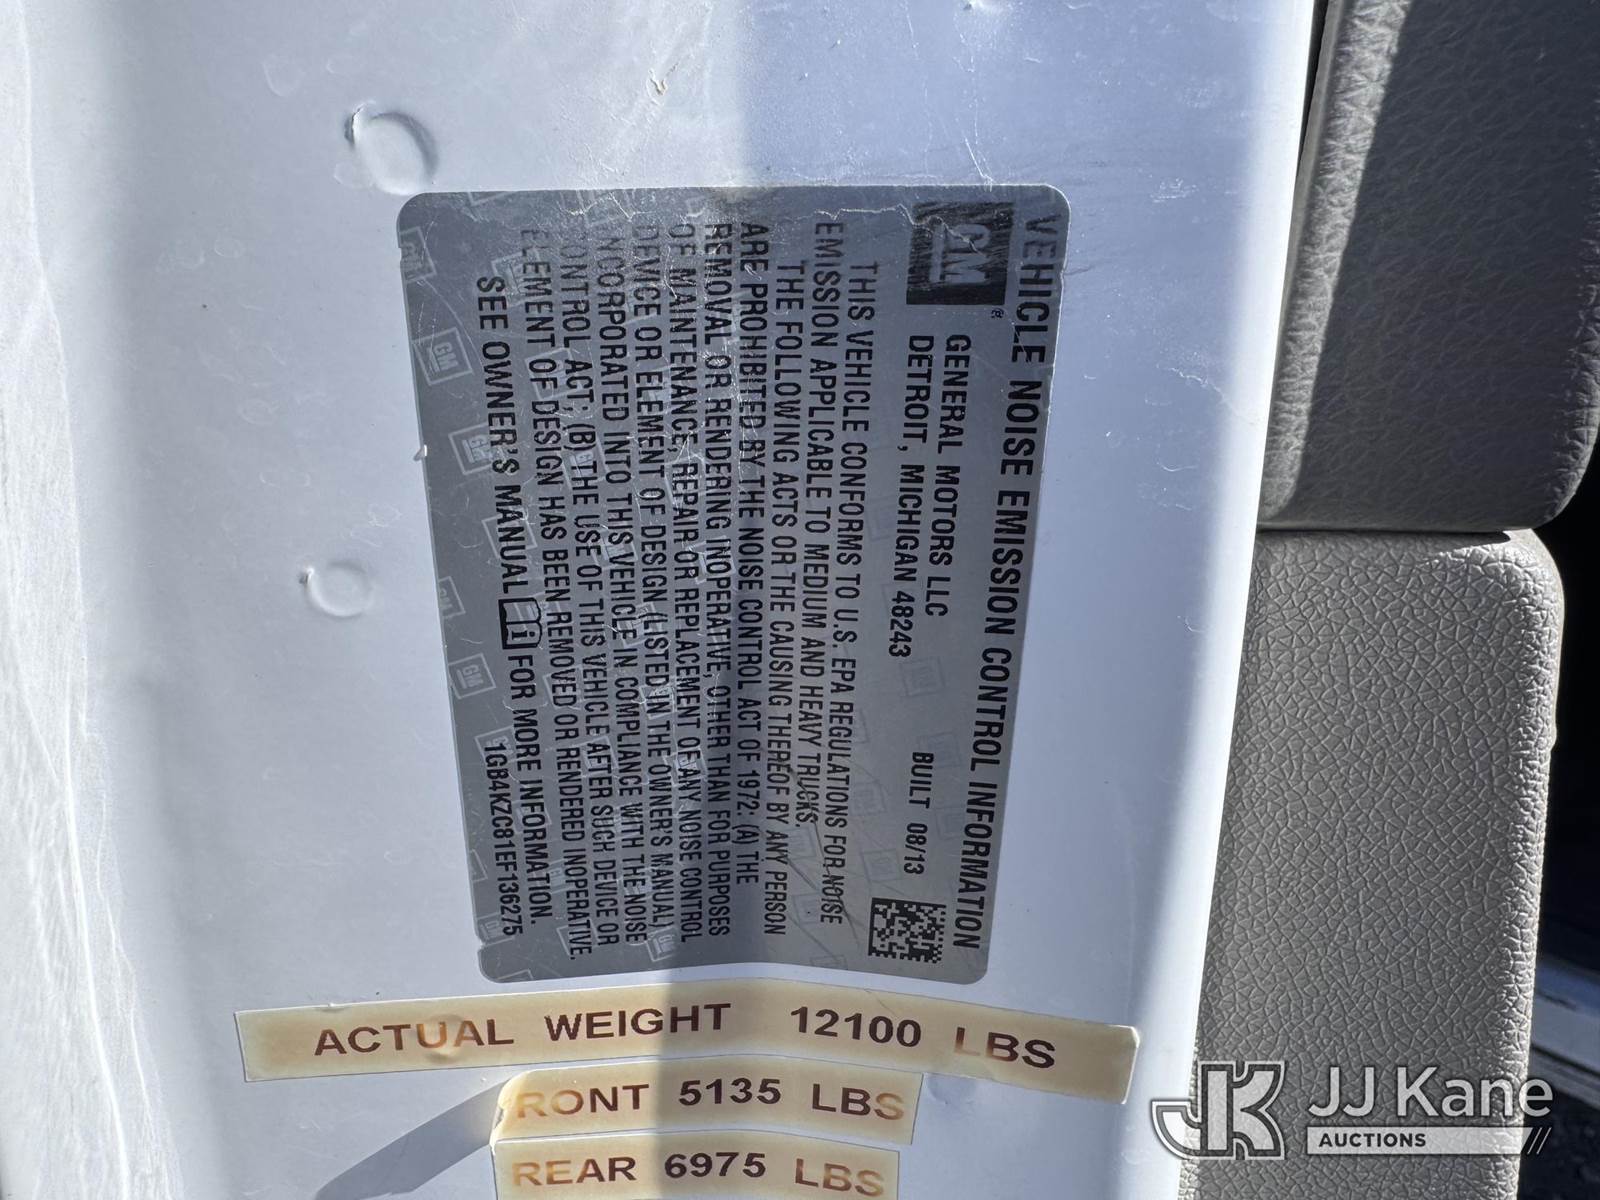 VEHICLE NOISE EMISSION CONTROL INFORMATION
GM ®
GENERAL MOTORS LLC
DETROIT, MICHIGAN 48243 BUILT 08/13
THIS VEHICLE CONFORMS TO U.S. EPA REGULATIONS FOR NOISE
EMISSION APPLICABLE TO MEDIUM AND HEAVY TRUCKS.
THE FOLLOWING ACTS OR THE CAUSING THEREOF BY ANY PERSON
ARE PROHIBITED BY THE NOISE CONTROL ACT OF 1972: (A) THE
REMOVAL OR RENDERING INOPERATIVE, OTHER THAN FOR PURPOSES
OF MAINTENANCE, REPAIR OR REPLACEMENT OF ANY NOISE CONTROL
DEVICE OR ELEMENT OF DESIGN (LISTED IN THE OWNER'S MANUAL)
INCORPORATED INTO THIS VEHICLE IN COMPLIANCE WITH THE NOISE
CONTROL ACT; (B) THE USE OF THIS VEHICLE AFTER SUCH DEVICE OR
ELEMENT OF DESIGN HAS BEEN REMOVED OR RENDERED INOPERATIVE.
SEE OWNER'S MANUAL FOR MORE INFORMATION
1GB4KZC81EF136275
ACTUAL WEIGHT 12100 LBS
RONT 5135 LBS
REAR 6975 LBS
JK JJ Kane
AUCTIONS